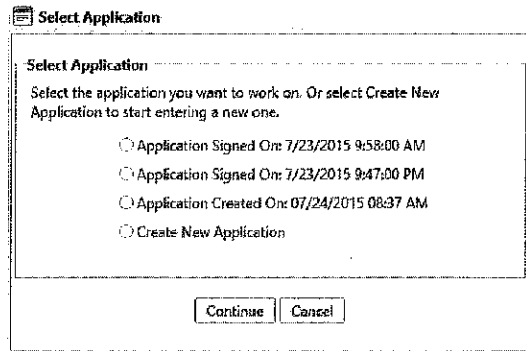 Select Application
Select Application
Select the application you want to work on. Or select Create New
Application to start entering a new one.
Application Signed On: 7/23/2015 9:58:00 AM
Application Signed On: 7/23/2015 9:47:00 PM
Application Created On: 07/24/2015 08:37 AM
Create New Application
Continue Cancel